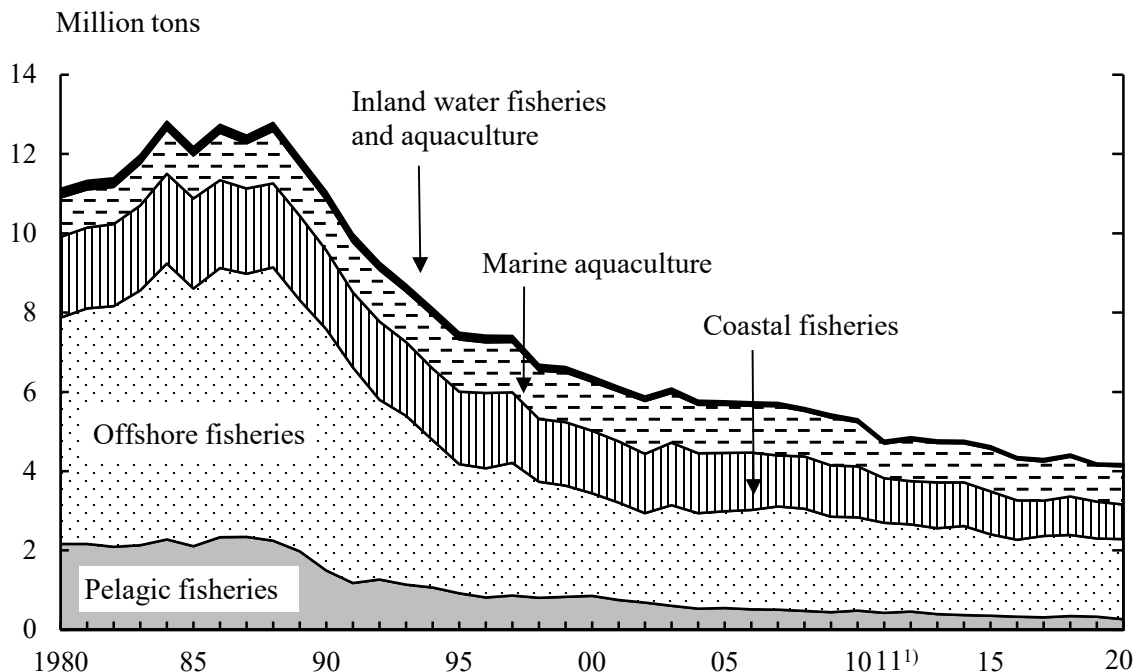 Million tons
14
12
10
8
6
4
2
0
Inland water fisheries
and aquaculture
Marine aquaculture
Coastal fisheries
Offshore fisheries
Pelagic fisheries
1980 85 90 95 00 05 10 11¹⁾ 15 20